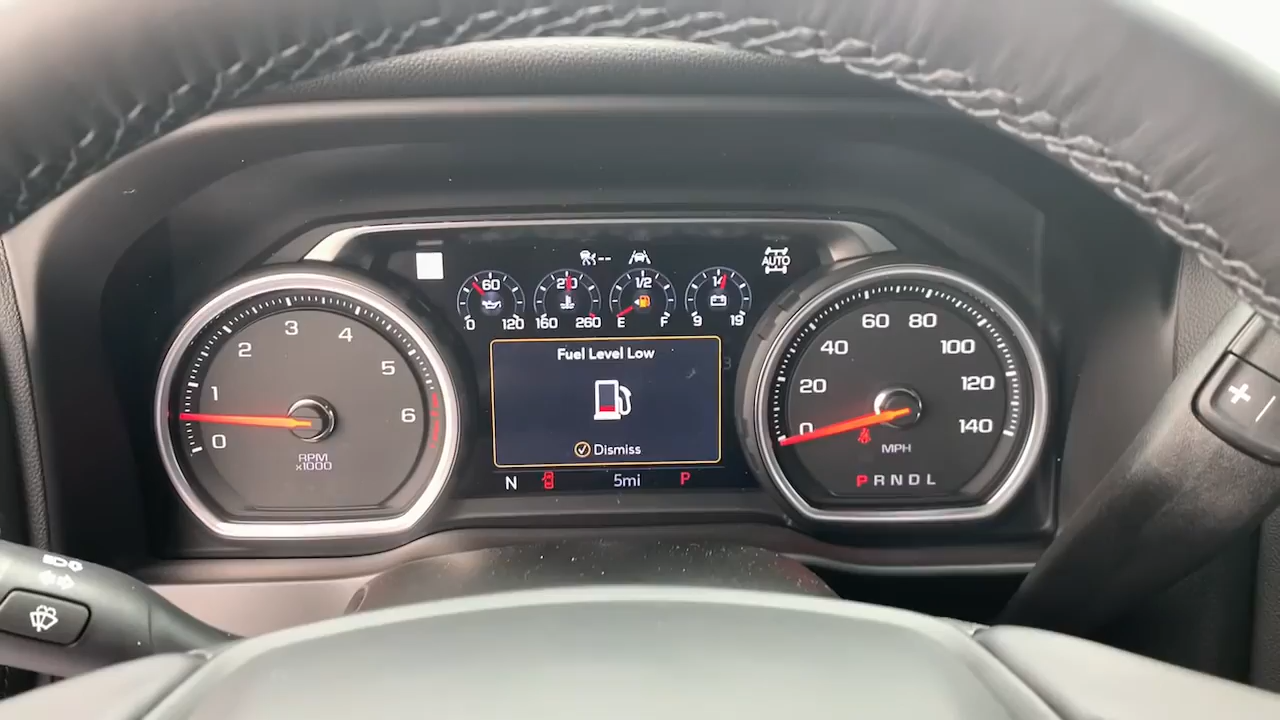 AUTO
60
0 120
210
160 260
1/2
E F
14
9 19
0 1 2 3 4 5 6
RPM
x1000
Fuel Level Low
Dismiss
N 5mi P
0 20 40 60 80 100 120 140
MPH
P R N D L